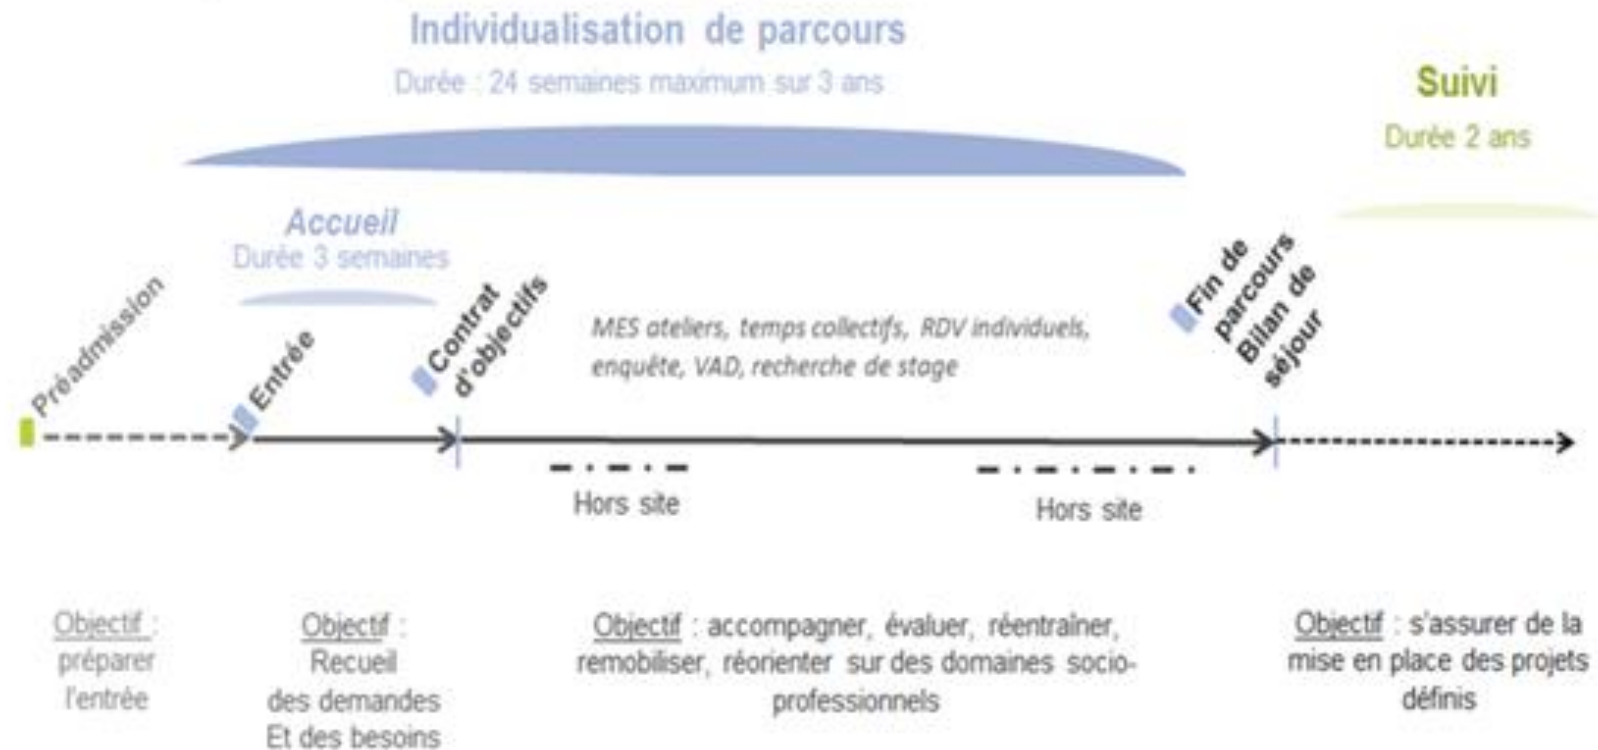 Individualisation de parcours
Durée : 24 semaines maximum sur 3 ans
Suivi
Durée 2 ans
Accueil
Durée 3 semaines
Préadmission
Entrée
Contrat
d'objectifs
MES ateliers, temps collectifs, RDV individuels,
enquête, VAD, recherche de stage
Fin de
parcours
Bilan de
séjour
Hors site
Hors site
Objectif :
préparer
l'entrée
Objectif :
Recueil
des demandes
Et des besoins
Objectif : accompagner, évaluer, réentraîner,
remobiliser, réorienter sur des domaines socio-
professionnels
Objectif : s'assurer de la
mise en place des projets
définis